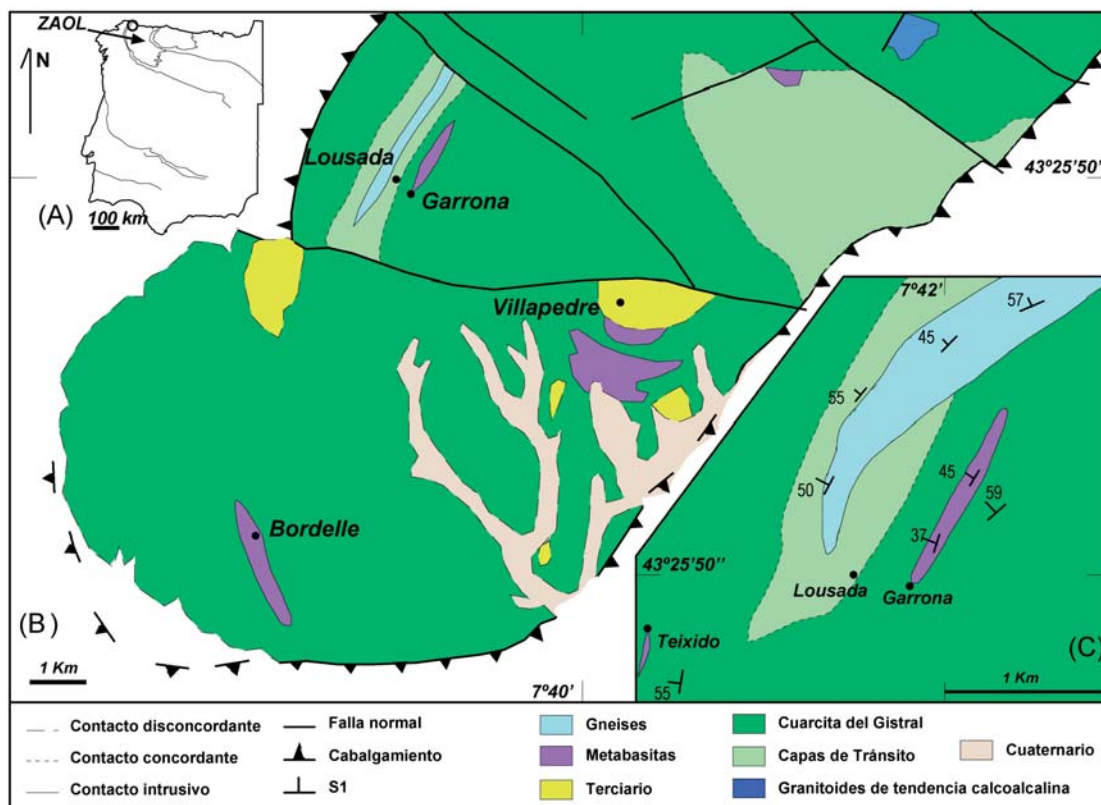 ZAOL
N
(A)
100 km
Lousada
Garrona
43º25'50'
Villapedre
Bordelle
(B)
1 Km
7º40'
7º42'
57
45
55
50
45
59
37
43º25'50''
Lousada
Garrona
Teixido
55
(C)
1 Km
Contacto disconcordante
Falla normal
Gneises
Cuarcita del Gistral
Contacto concordante
Cabalgamiento
Metabasitas
Capas de Tránsito
Cuaternario
Contacto intrusivo
S1
Terciario
Granitoides de tendencia calcoalcalina